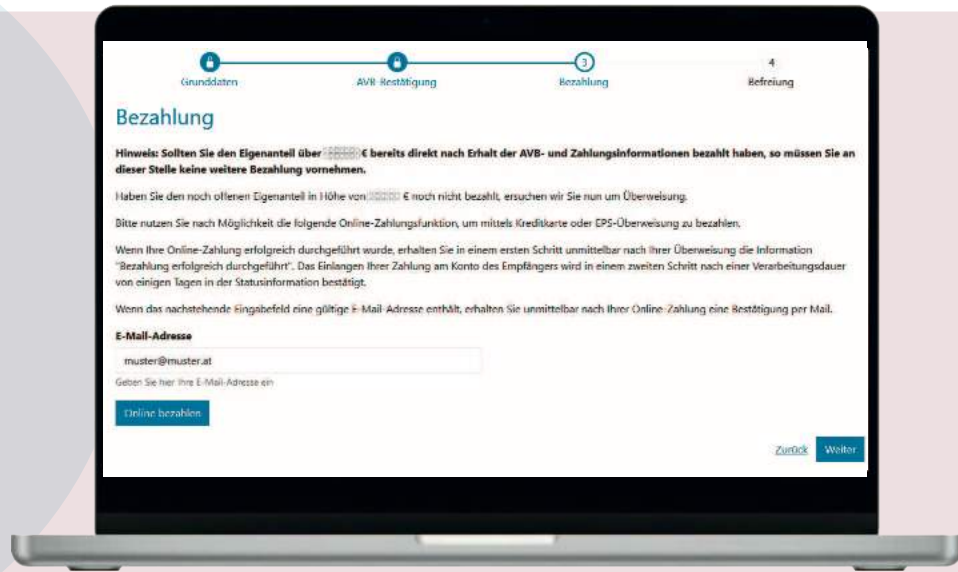 3
4
Grunddaten
AVB-Bestätigung
Bezahlung
Befreiung
Bezahlung
Hinweis: Sollten Sie den Eigenanteil über € bereits direkt nach Erhalt der AVB- und Zahlungsinformationen bezahlt haben, so müssen Sie an
dieser Stelle keine weitere Bezahlung vornehmen.
Haben Sie den noch offenen Eigenanteil in Höhe von € noch nicht bezahlt, ersuchen wir Sie nun um Überweisung.
Bitte nutzen Sie nach Möglichkeit die folgende Online-Zahlungsfunktion, um mittels Kreditkarte oder EPS-Überweisung zu bezahlen.
Wenn Ihre Online-Zahlung erfolgreich durchgeführt wurde, erhalten Sie in einem ersten Schritt unmittelbar nach Ihrer Überweisung die Information
"Bezahlung erfolgreich durchgeführt". Das Einlangen Ihrer Zahlung am Konto des Empfängers wird in einem zweiten Schritt nach einer Verarbeitungsdauer
von einigen Tagen in der Statusinformation bestätigt.
Wenn das nachstehende Eingabefeld eine gültige E-Mail-Adresse enthält, erhalten Sie unmittelbar nach Ihrer Online-Zahlung eine Bestätigung per Mail.
E-Mail-Adresse
muster@muster.at
Geben Sie hier Ihre E-Mail-Adresse ein
Online bezahlen
Zurück
Weiter